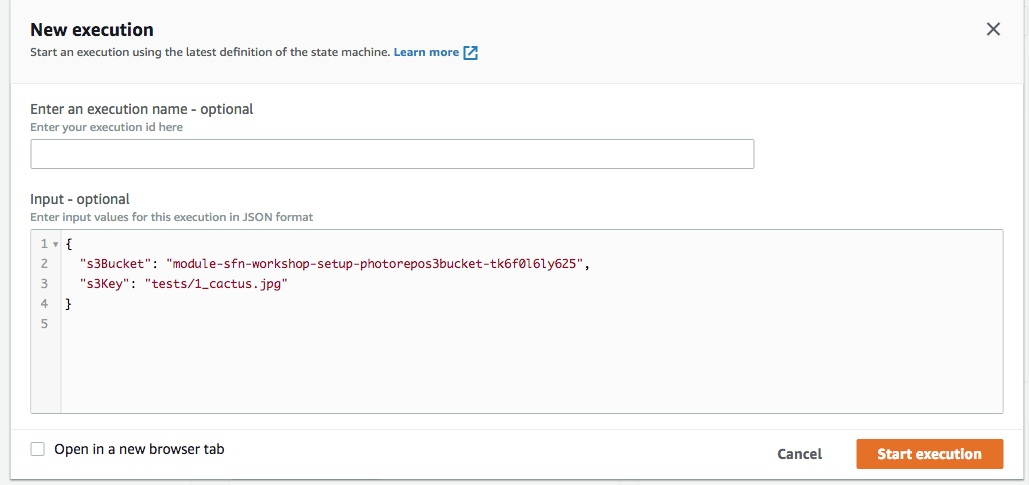 New execution
Start an execution using the latest definition of the state machine. Learn more
Enter an execution name - optional
Enter your execution id here
Input - optional
Enter input values for this execution in JSON format
1 {
2 "s3Bucket": "module-sfn-workshop-setup-photorepos3bucket-tk6f0l6ly625",
3 "s3Key": "tests/1_cactus.jpg"
4 }
5
Open in a new browser tab
Cancel Start execution